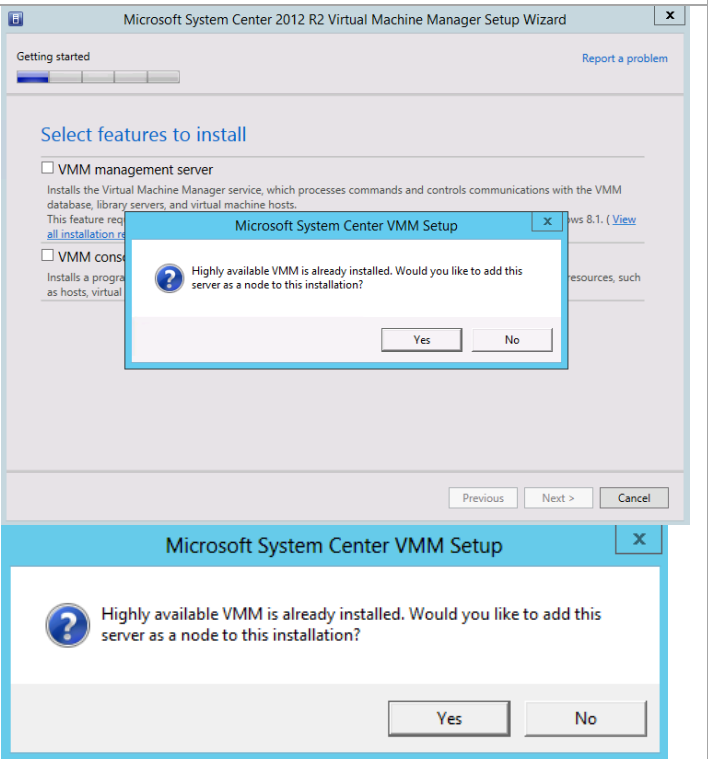 Microsoft System Center 2012 R2 Virtual Machine Manager Setup Wizard
x
Getting started
Report a problem
Select features to install
VMM management server
Installs the Virtual Machine Manager service, which processes commands and controls communications with the VMM
database, library servers, and virtual machine hosts.
This feature req
ws 8.1. ( View
all installation re
Microsoft System Center VMM Setup
x
VMM conso
Installs a progra
resources, such
as hosts, virtual
Highly available VMM is already installed. Would you like to add this
server as a node to this installation?
Yes
No
Previous
Next >
Cancel
Microsoft System Center VMM Setup
x
Highly available VMM is already installed. Would you like to add this
server as a node to this installation?
Yes
No